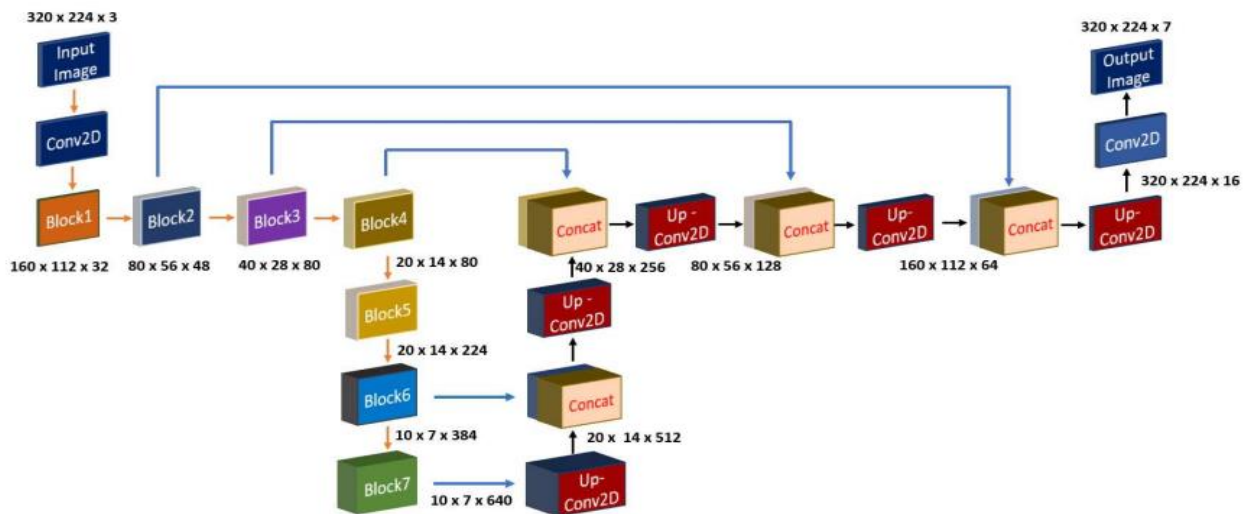 320 x 224 x 3
Input
Image
Conv2D
Block1
160 x 112 x 32
Block2
80 x 56 x 48
Block3
40 x 28 x 80
Block4
20 x 14 x 80
Block5
20 x 14 x 224
Block6
10 x 7 x 384
Block7
10 x 7 x 640
Up-
Conv2D
20 x 14 x 512
Concat
Up -
Conv2D
Concat
40 x 28 x 256
Up -
Conv2D
80 x 56 x 128
Concat
Up-
Conv2D
160 x 112 x 64
Concat
Up-
Conv2D
320 x 224 x 16
Conv2D
Output
Image
320 x 224 x 7